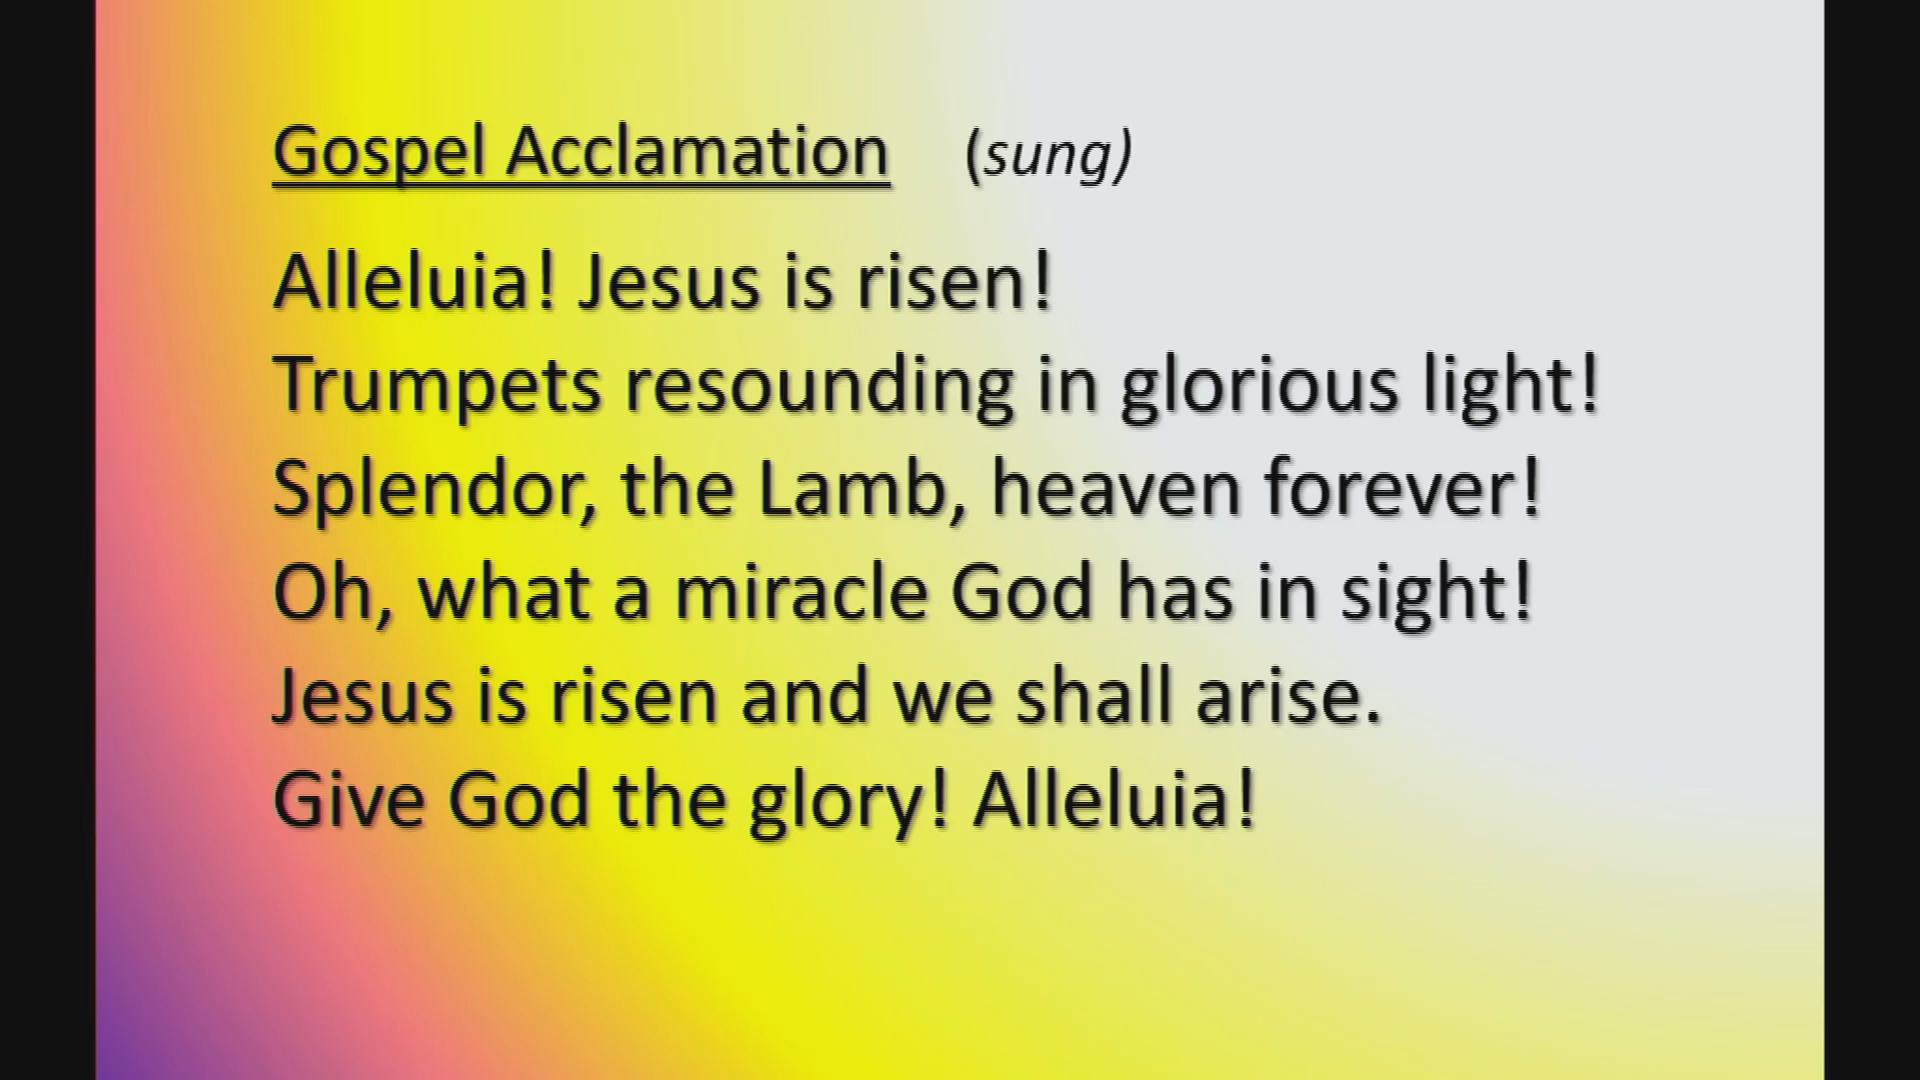 Gospel Acclamation (sung)
Alleluia! Jesus is risen!
Trumpets resounding in glorious light!
Splendor, the Lamb, heaven forever!
Oh, what a miracle God has in sight!
Jesus is risen and we shall arise.
Give God the glory! Alleluia!